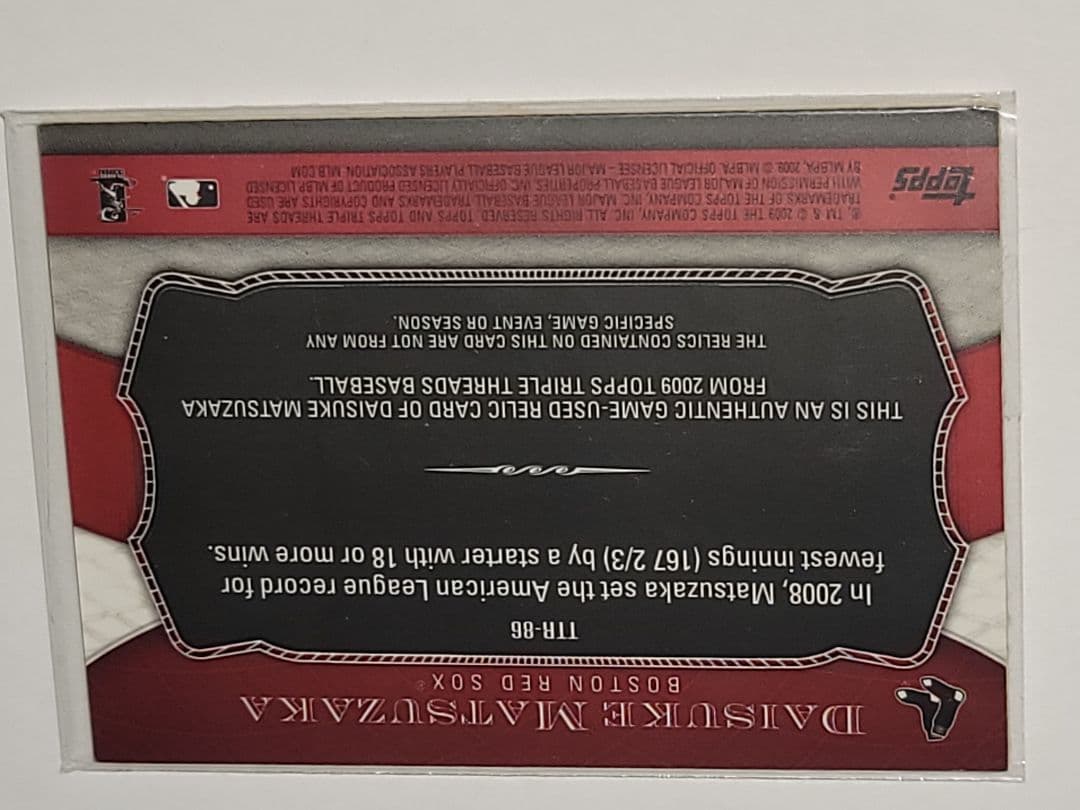 DAISUKE MATSUZAKA
BOSTON RED SOX®
TTR-86
In 2008, Matsuzaka set the American League record for
fewest innings (167 2/3) by a starter with 18 or more wins.
THIS IS AN AUTHENTIC GAME-USED RELIC CARD OF DAISUKE MATSUZAKA
FROM 2009 TOPPS TRIPLE THREADS BASEBALL.
THE RELICS CONTAINED ON THIS CARD ARE NOT FROM ANY
SPECIFIC GAME, EVENT OR SEASON.
®, TM & © 2009 THE TOPPS COMPANY, INC. ALL RIGHTS RESERVED. TOPPS AND TOPPS TRIPLE THREADS ARE
TRADEMARKS OF THE TOPPS COMPANY, INC. MAJOR LEAGUE BASEBALL TRADEMARKS AND COPYRIGHTS ARE USED
WITH PERMISSION OF MAJOR LEAGUE BASEBALL PROPERTIES, INC. OFFICIALLY LICENSED PRODUCT OF MLBP. LICENSED
BY MLBPA 2009. © MLBPA. OFFICIAL LICENSEE – MAJOR LEAGUE BASEBALL PLAYERS ASSOCIATION. MLB.COM
Topps®